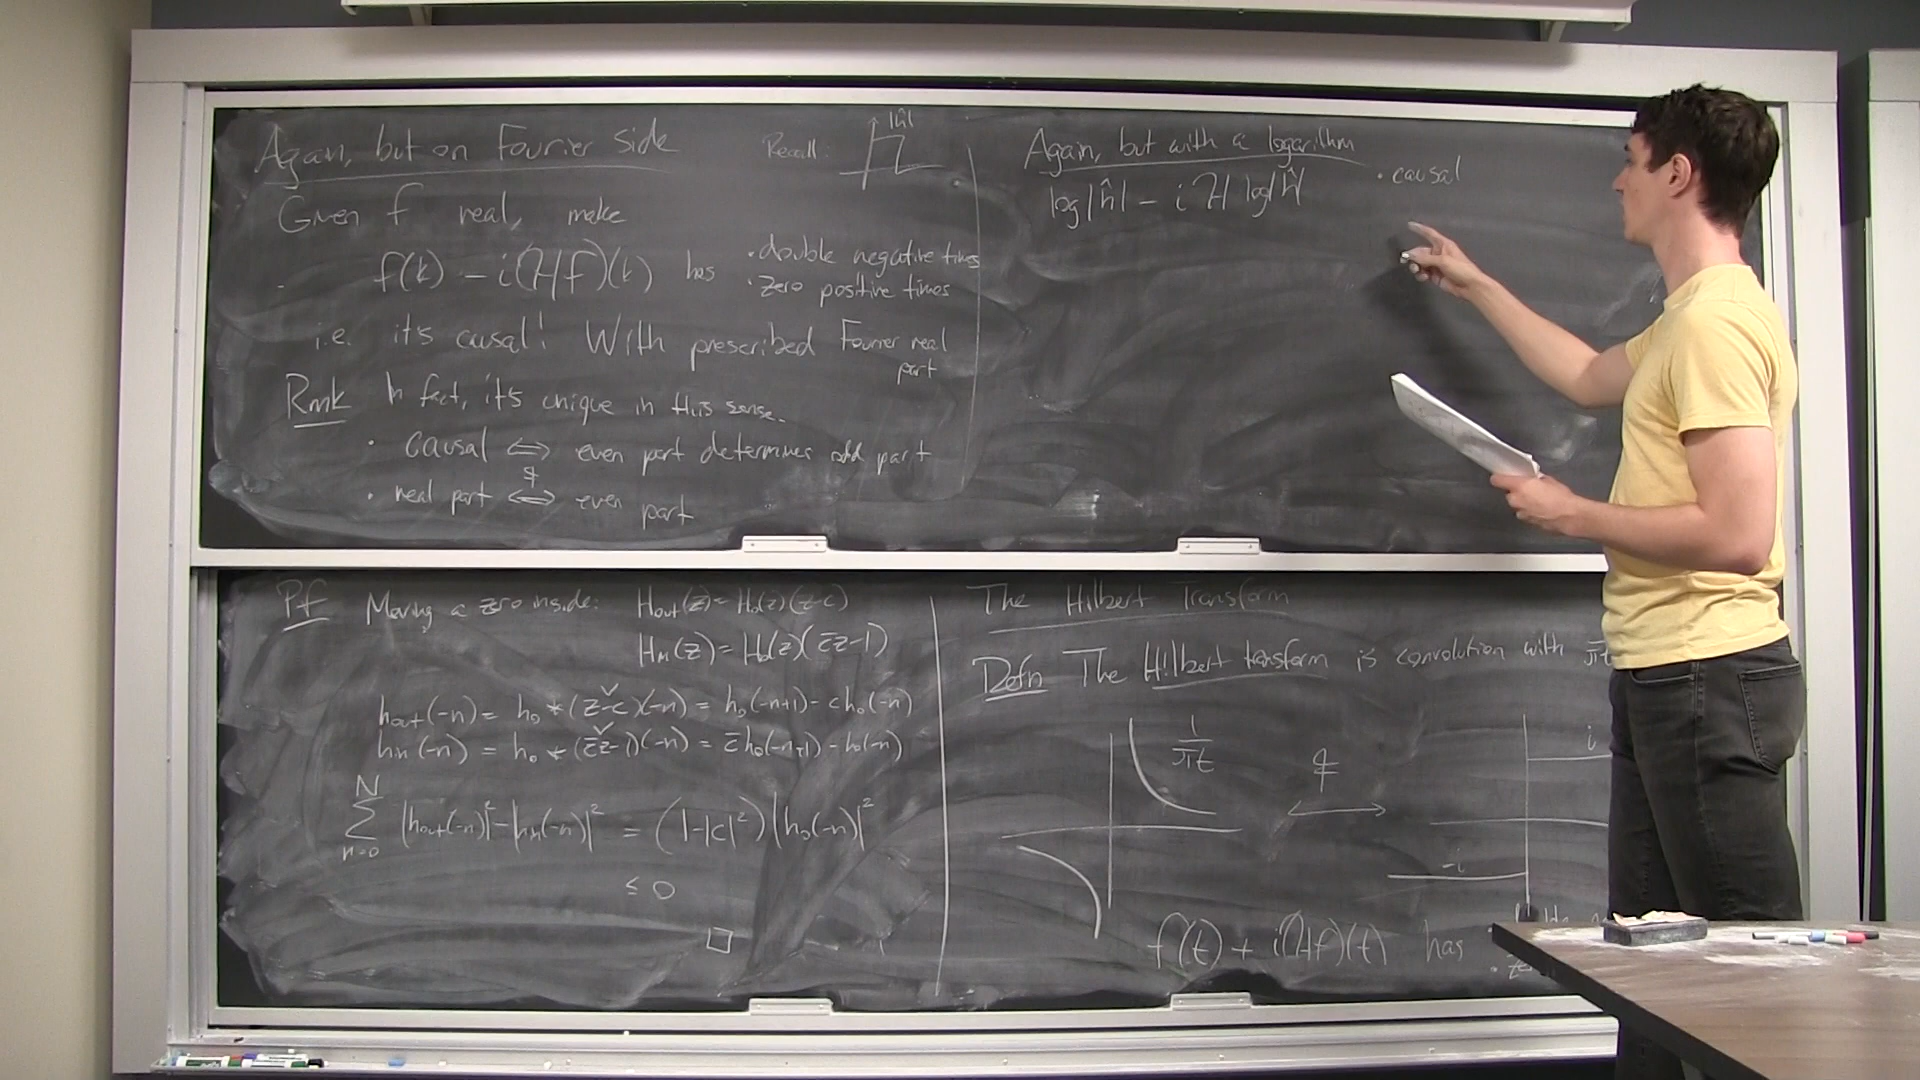 Again, but on Fourier side
Recall: |ĥ|
Given f real, make
f(k) - i(Hf)(k) has · double negative times
· zero positive times
i.e. it's causal! With prescribed Fourier real part
Rmk In fact, it's unique in this sense.
· causal ⇔ even part determines odd part
· real part ⇔ even part
Again, but with a logarithm
log|ĥ| - i H log|ĥ|
· causal
Pf Moving a zero inside: H_out(z) = H_0(z)(z-c)
H_in(z) = H_0(z)(c̄z-1)
h_out(-n) = h_0 * (z-c)ˇ(-n) = h_0(-n+1) - ch_0(-n)
h_in(-n) = h_0 * (c̄z-1)ˇ(-n) = c̄h_0(-n+1) - h_0(-n)
N
∑ |h_out(-n)|² - |h_in(-n)|² = (1-|c|²)|h_0(-n)|²
n=0
≤ 0
□
The Hilbert Transform
Defn The Hilbert transform is convolution with
1/πt
F
i
-i
f(t) + i(Hf)(t) has